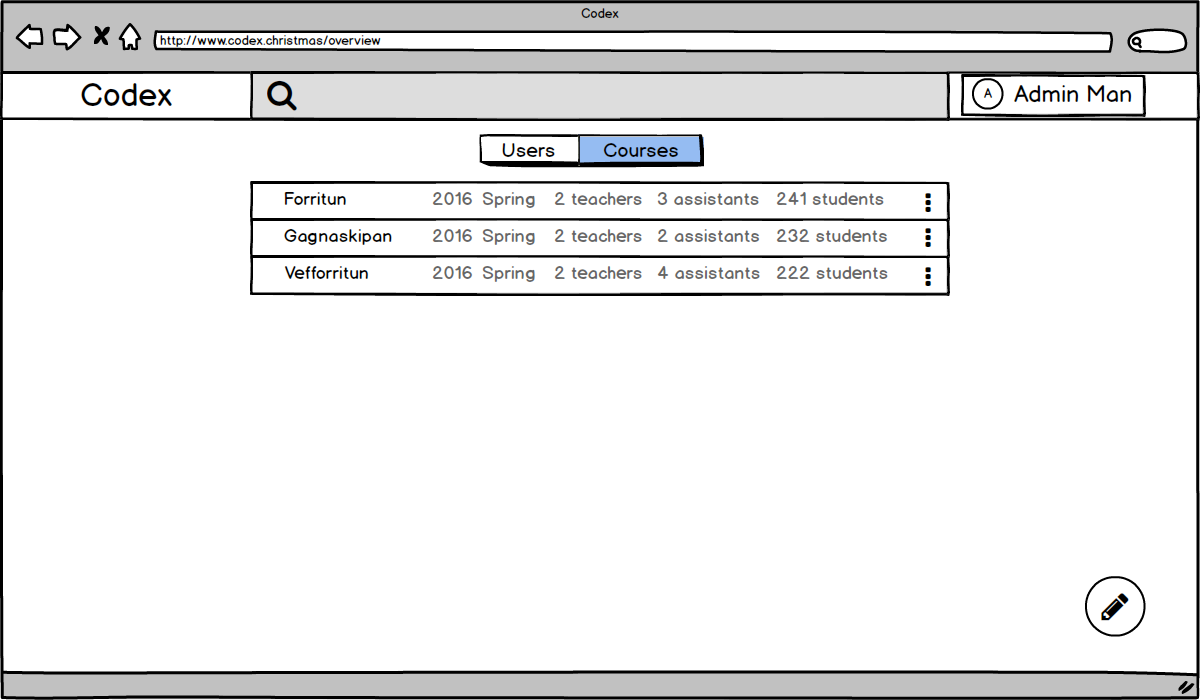 Codex
http://www.codex.christmas/overview
Codex
A Admin Man
Users Courses
Forritun 2016 Spring 2 teachers 3 assistants 241 students
Gagnaskipan 2016 Spring 2 teachers 2 assistants 232 students
Vefforritun 2016 Spring 2 teachers 4 assistants 222 students